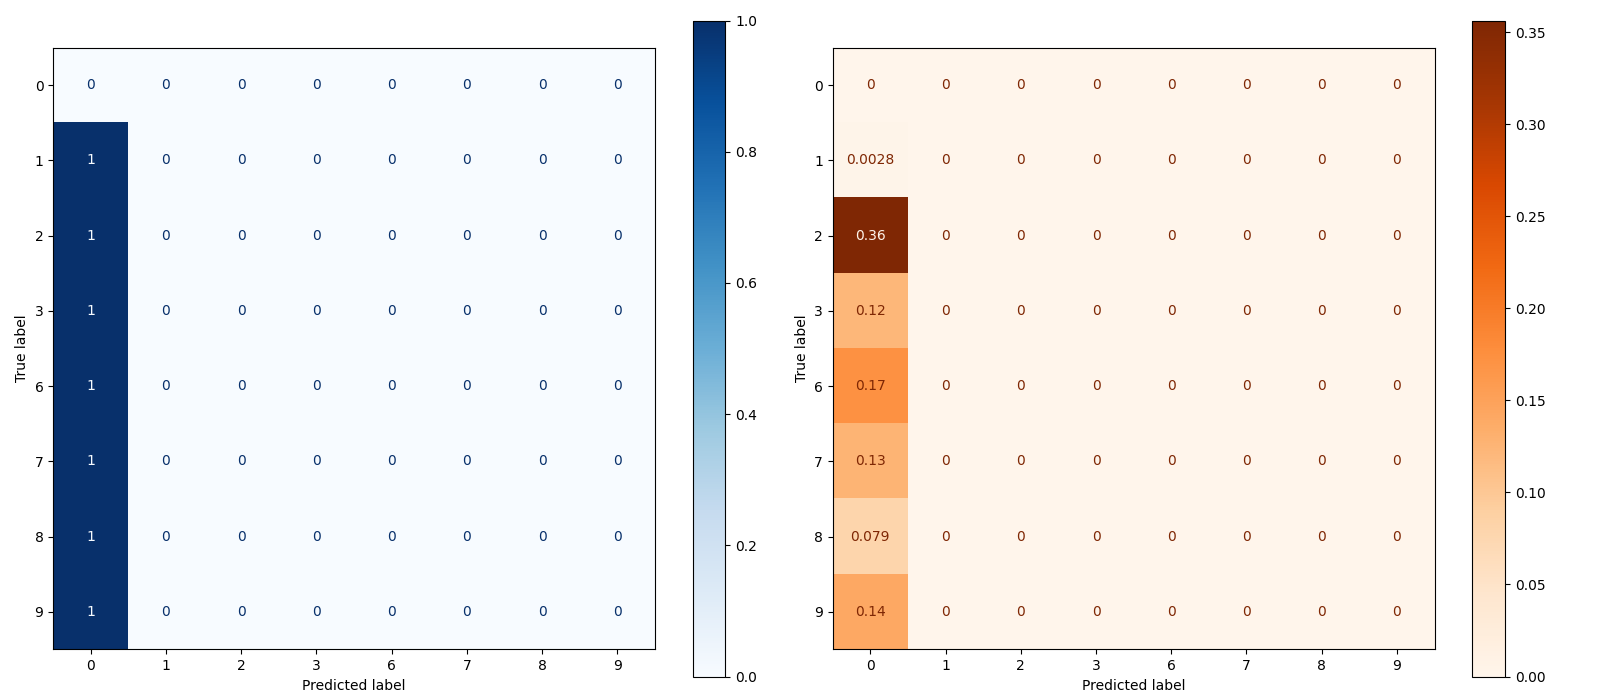 1.0
0 0 0 0 0 0 0 0 0
1 1 0 0 0 0 0 0 0
0.8
2 1 0 0 0 0 0 0 0
0.6
3 1 0 0 0 0 0 0 0
True label
6 1 0 0 0 0 0 0 0
0.4
7 1 0 0 0 0 0 0 0
8 1 0 0 0 0 0 0 0
0.2
9 1 0 0 0 0 0 0 0
0.0
0 1 2 3 6 7 8 9
Predicted label
0.35
0 0 0 0 0 0 0 0 0
0.30
1 0.0028 0 0 0 0 0 0 0
0.25
2 0.36 0 0 0 0 0 0 0
0.20
3 0.12 0 0 0 0 0 0 0
True label
6 0.17 0 0 0 0 0 0 0
0.15
7 0.13 0 0 0 0 0 0 0
0.10
8 0.079 0 0 0 0 0 0 0
0.05
9 0.14 0 0 0 0 0 0 0
0.00
0 1 2 3 6 7 8 9
Predicted label